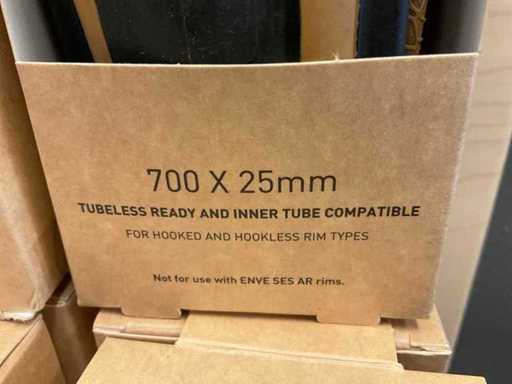 700 X 25mm
TUBELESS READY AND INNER TUBE COMPATIBLE
FOR HOOKED AND HOOKLESS RIM TYPES
Not for use with ENVE SES AR rims.